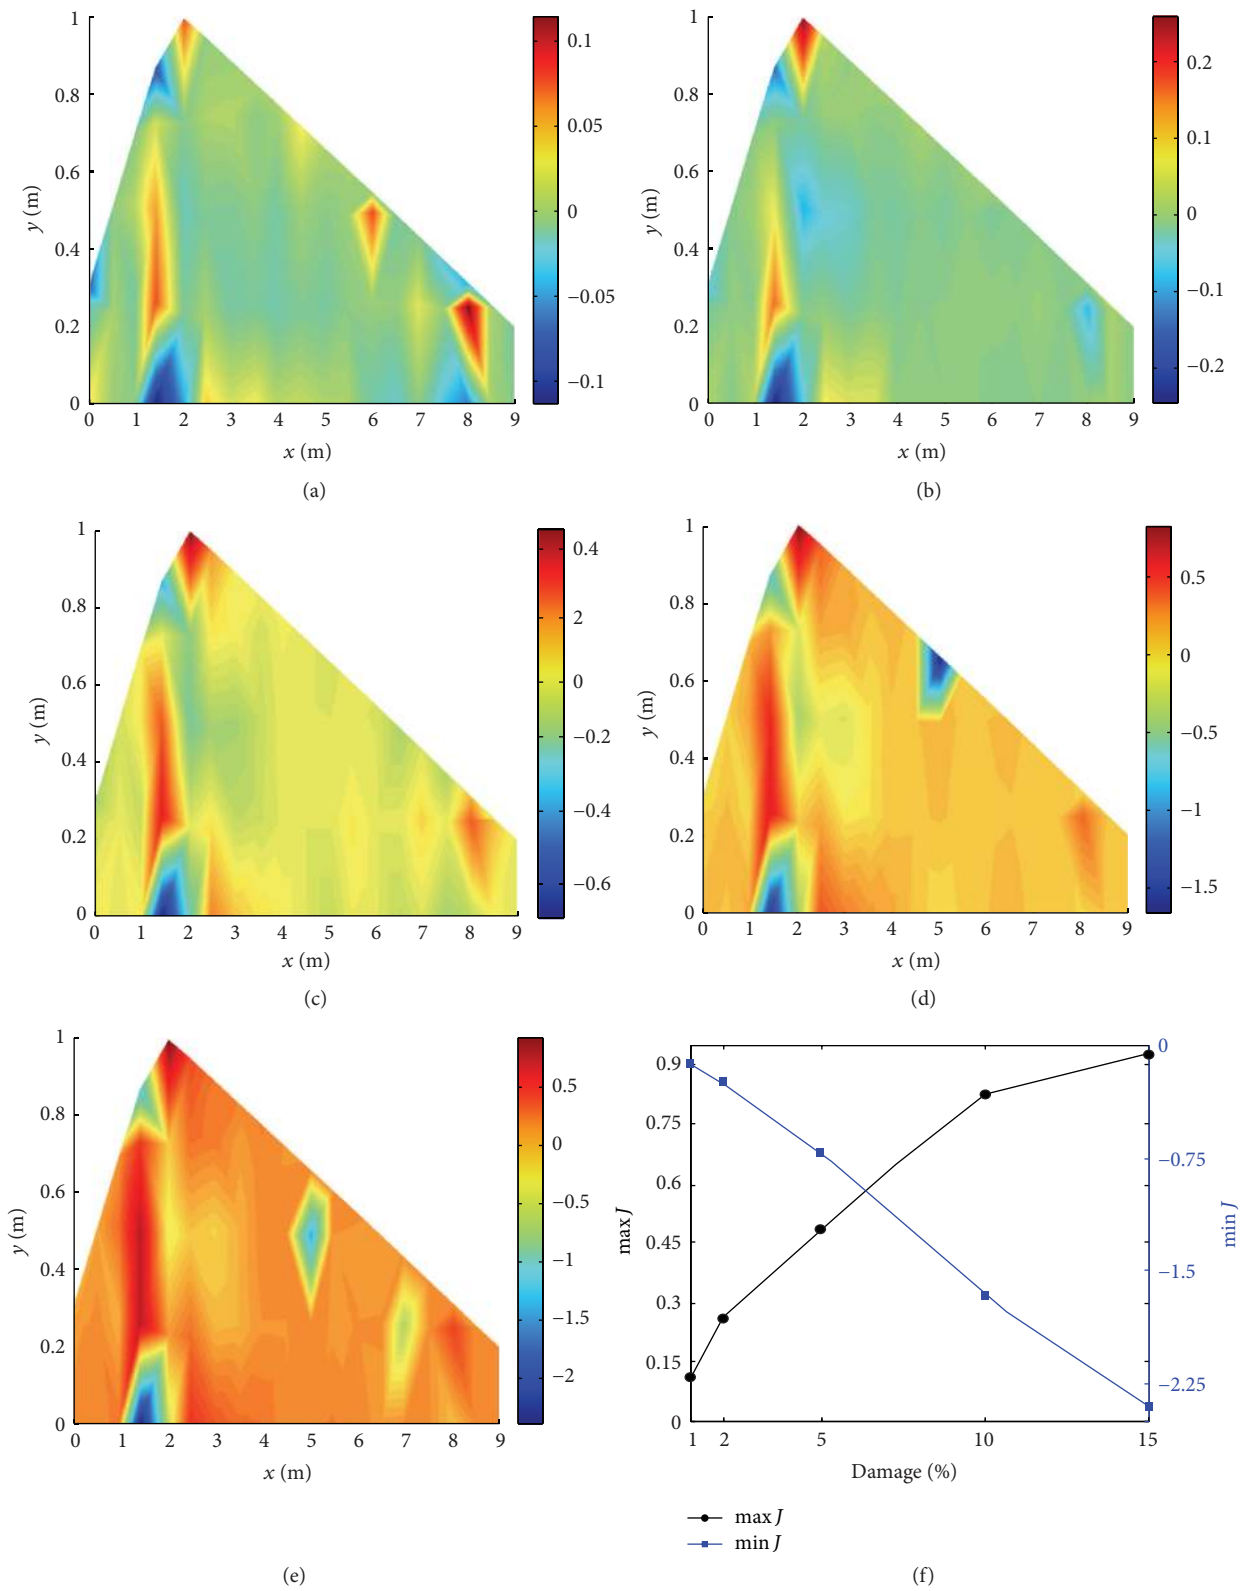 1
0.8
0.6
0.4
0.2
0
y (m)
0 1 2 3 4 5 6 7 8 9
x (m)
0.1
0.05
0
−0.05
−0.1
(a)
1
0.8
0.6
0.4
0.2
0
y (m)
0 1 2 3 4 5 6 7 8 9
x (m)
0.2
0.1
0
−0.1
−0.2
(b)
1
0.8
0.6
0.4
0.2
0
y (m)
0 1 2 3 4 5 6 7 8 9
x (m)
0.4
2
0
−0.2
−0.4
−0.6
(c)
1
0.8
0.6
0.4
0.2
0
y (m)
0 1 2 3 4 5 6 7 8 9
x (m)
0.5
0
−0.5
−1
−1.5
(d)
1
0.8
0.6
0.4
0.2
0
y (m)
0 1 2 3 4 5 6 7 8 9
x (m)
0.5
0
−0.5
−1
−1.5
−2
(e)
0.9
0.75
0.6
0.45
0.3
0.15
0
max J
1 2 5 10 15
Damage (%)
0
−0.75
−1.5
−2.25
min J
max J
min J
(f)